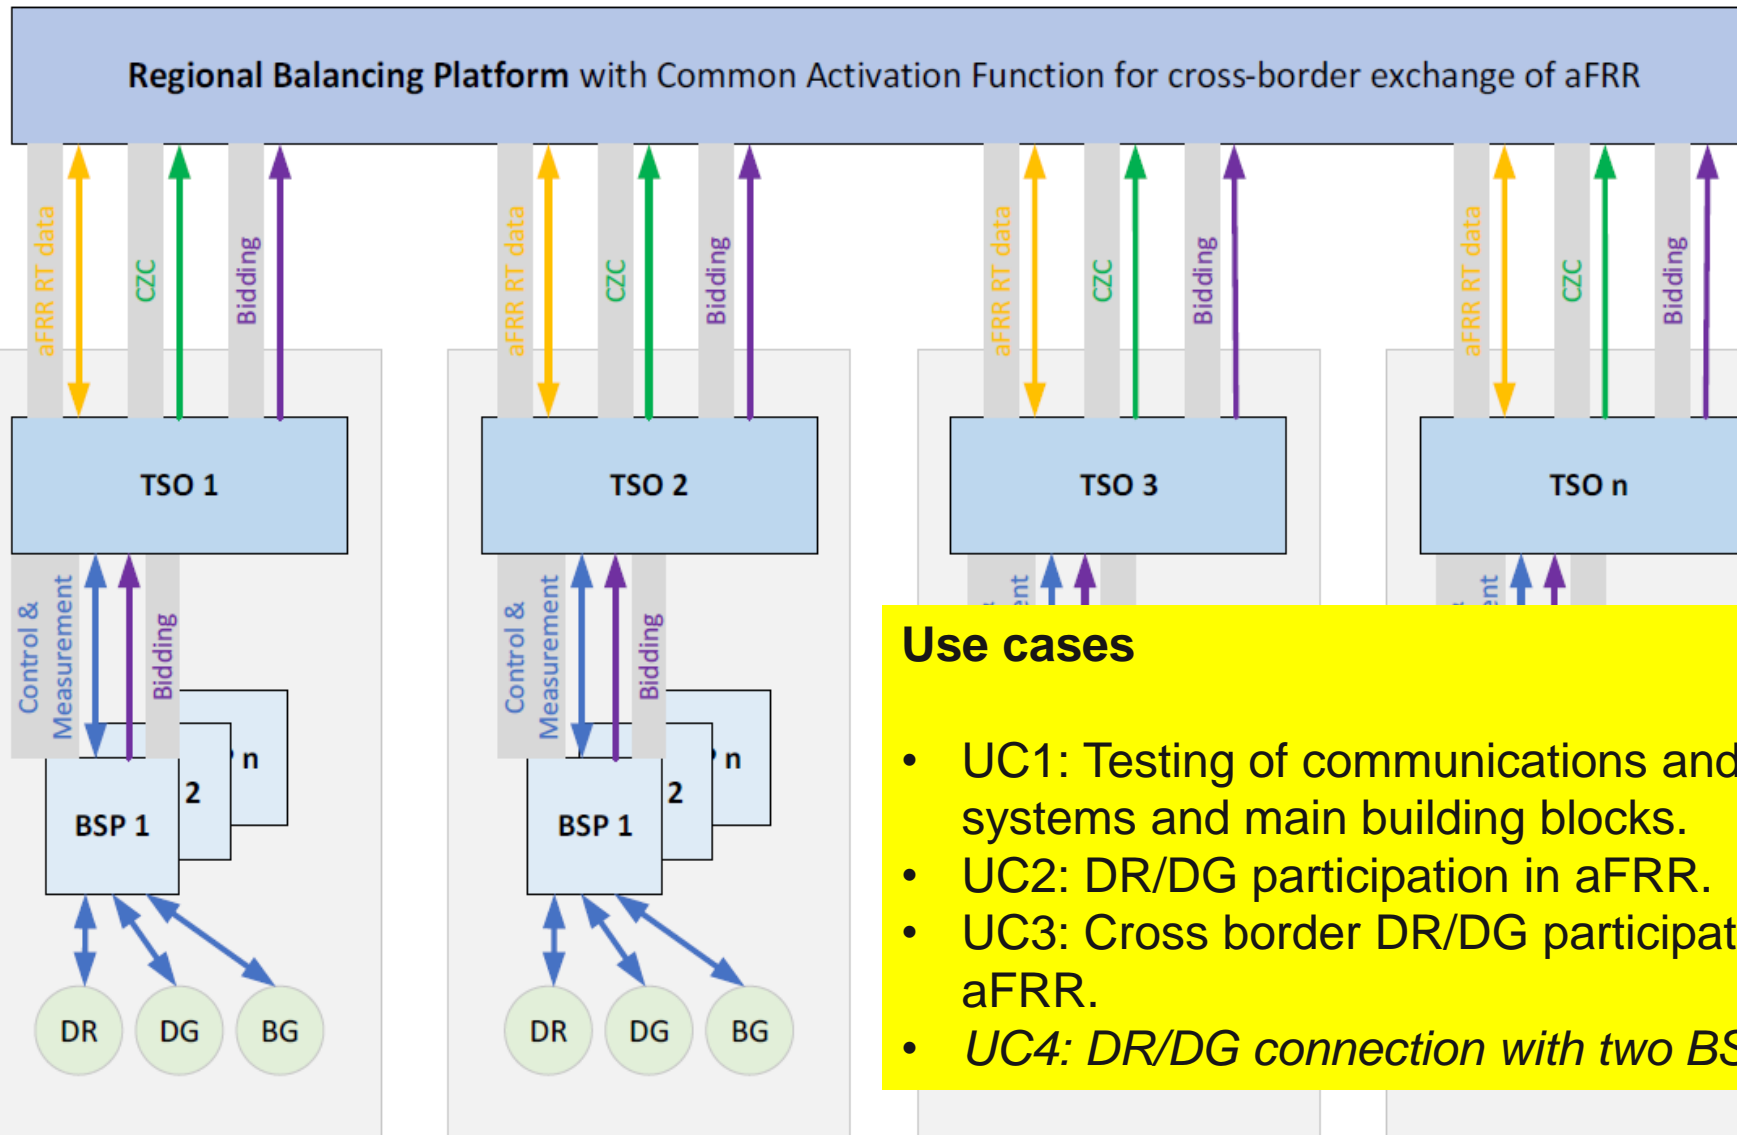 Regional Balancing Platform with Common Activation Function for cross-border exchange of aFRR
aFRR RT data
CZC
Bidding
aFRR RT data
CZC
Bidding
aFRR RT data
CZC
Bidding
aFRR RT data
CZC
Bidding
TSO 1
TSO 2
TSO 3
TSO n
Control &
Measurement
Bidding
Control &
Measurement
Bidding
n
2
BSP 1
n
2
BSP 1
DR
DG
BG
DR
DG
BG
Use cases
• UC1: Testing of communications and
systems and main building blocks.
• UC2: DR/DG participation in aFRR.
• UC3: Cross border DR/DG
aFRR.
• UC4: DR/DG connection with two